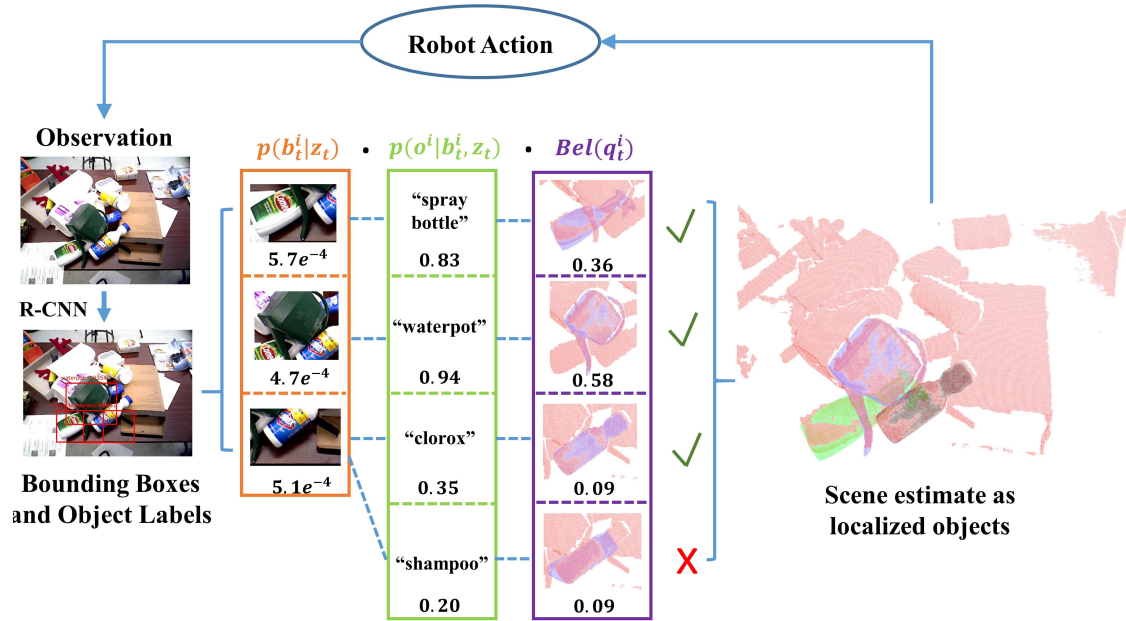 Robot Action
Observation
p(b_t^i|z_t) · p(o^i|b_t^i, z_t) · Bel(q_t^i)
"spray
bottle"
5.7e^-4
0.83
0.36
R-CNN
"waterpot"
4.7e^-4
0.94
0.58
"clorox"
5.1e^-4
0.35
0.09
"shampoo"
0.20
0.09
Bounding Boxes
and Object Labels
Scene estimate as
localized objects